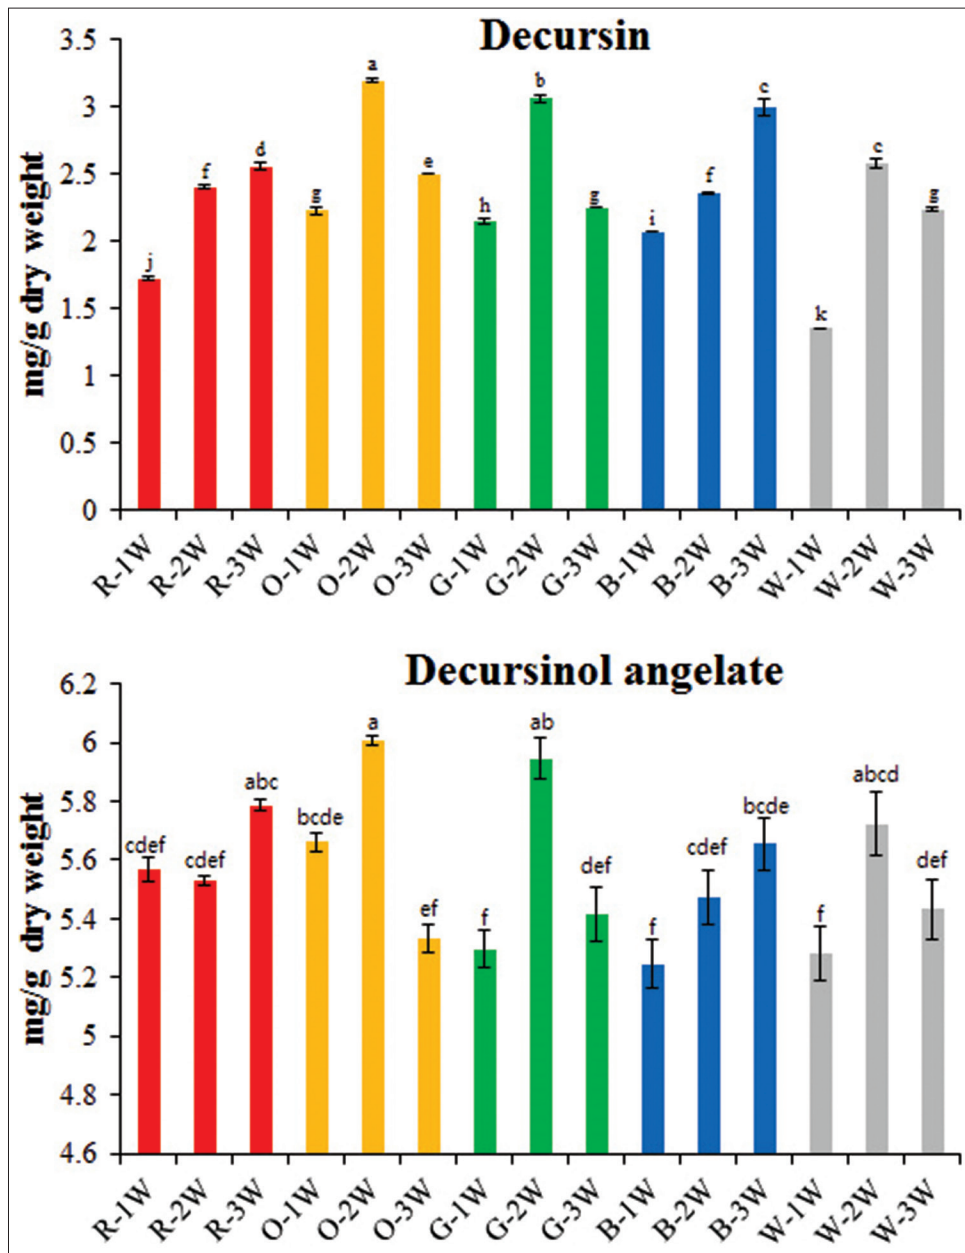 Decursin
mg/g dry weight
3.5
3
2.5
2
1.5
1
0.5
0
j
f
d
g
a
e
h
b
g
i
f
c
k
c
g
R-1W
R-2W
R-3W
O-1W
O-2W
O-3W
G-1W
G-2W
G-3W
B-1W
B-2W
B-3W
W-1W
W-2W
W-3W
Decursinol angelate
mg/g dry weight
6.2
6
5.8
5.6
5.4
5.2
5
4.8
4.6
cdef
cdef
abc
bcde
a
ef
f
ab
def
f
cdef
bcde
f
abcd
def
R-1W
R-2W
R-3W
O-1W
O-2W
O-3W
G-1W
G-2W
G-3W
B-1W
B-2W
B-3W
W-1W
W-2W
W-3W